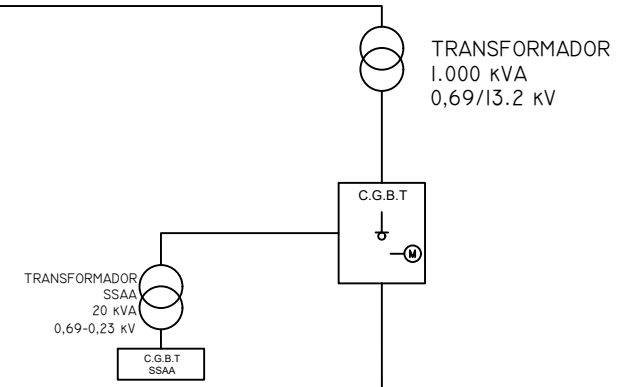 TRANSFORMADOR
1.000 KVA
0,69/13.2 KV
C.G.B.T
M
TRANSFORMADOR
SSAA
20 KVA
0,69-0,23 KV
C.G.B.T
SSAA